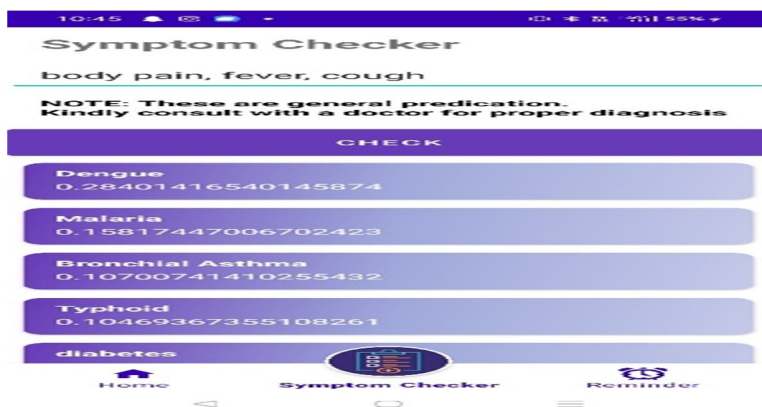 10:45 55%
Symptom Checker
body pain, fever, cough
NOTE: These are general predication.
Kindly consult with a doctor for proper diagnosis
CHECK
Dengue
0.28401416540145874
Malaria
0.15817447006702423
Bronchial Asthma
0.10700741410255432
Typhoid
0.10469367355108261
diabetes
Home Symptom Checker Reminder